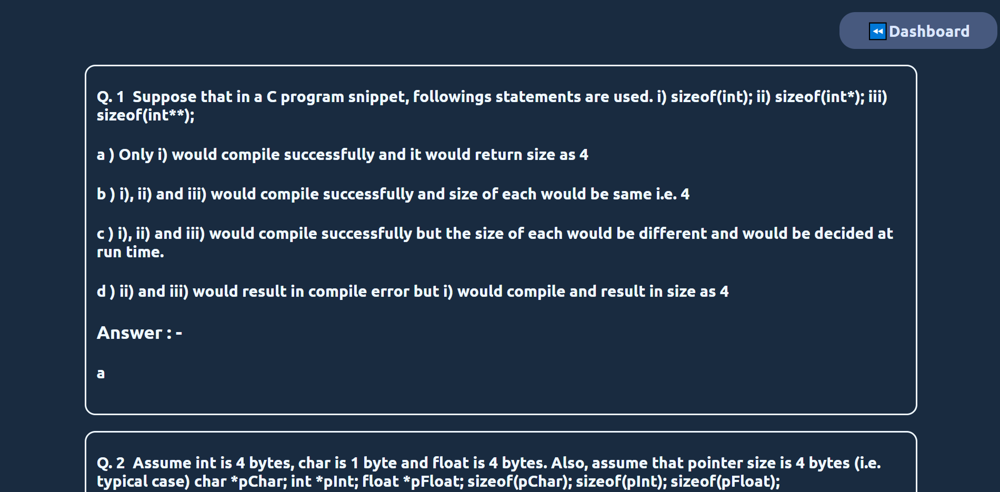 ⏪Dashboard
Q. 1 Suppose that in a C program snippet, followings statements are used. i) sizeof(int); ii) sizeof(int*); iii)
sizeof(int**);
a ) Only i) would compile successfully and it would return size as 4
b ) i), ii) and iii) would compile successfully and size of each would be same i.e. 4
c ) i), ii) and iii) would compile successfully but the size of each would be different and would be decided at
run time.
d ) ii) and iii) would result in compile error but i) would compile and result in size as 4
Answer : -
a
Q. 2 Assume int is 4 bytes, char is 1 byte and float is 4 bytes. Also, assume that pointer size is 4 bytes (i.e.
typical case) char *pChar; int *pInt; float *pFloat; sizeof(pChar); sizeof(pInt); sizeof(pFloat);